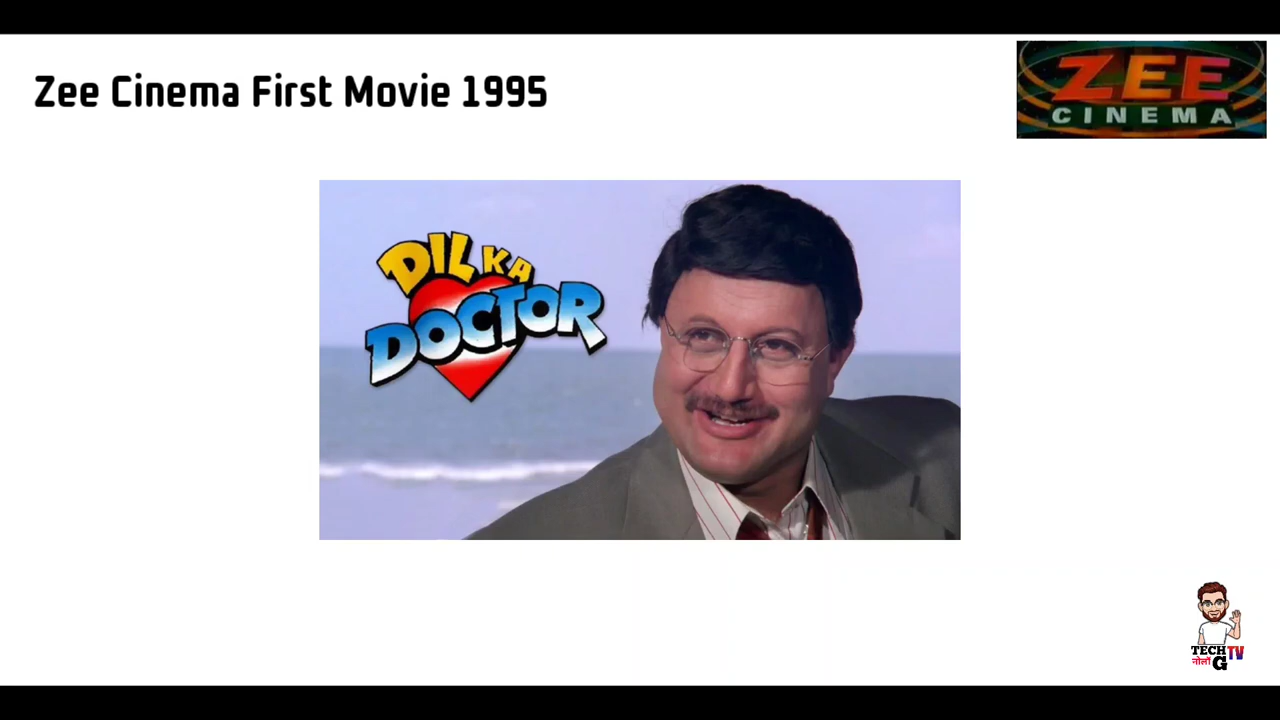 Zee Cinema First Movie 1995
ZEE
CINEMA
DIL KA
DOCTOR
TECH
नोलॉ G TV